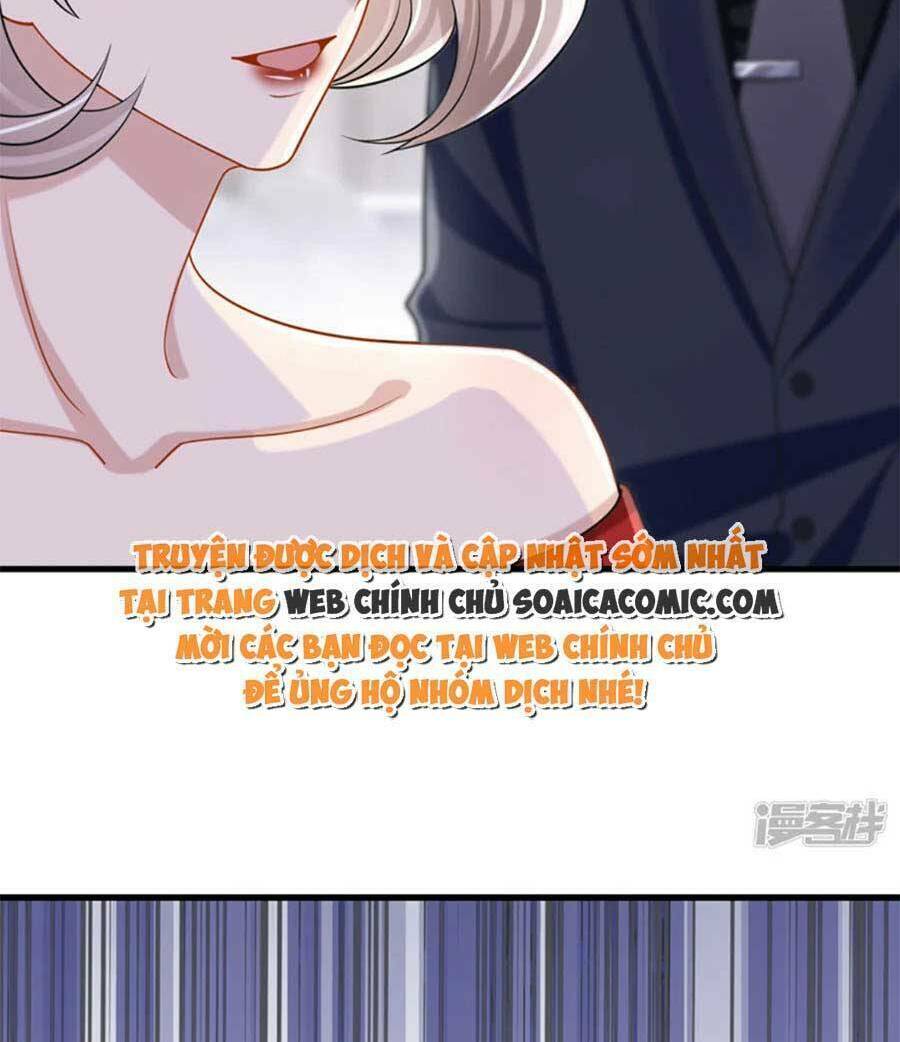 TRUYỆN ĐƯỢC DỊCH VÀ CẬP NHẬT SỚM NHẤT
TẠI TRANG WEB CHÍNH CHỦ SOAICACOMIC.COM
MỜI CÁC BẠN ĐỌC TẠI WEB CHÍNH CHỦ
ĐỂ ỦNG HỘ NHÓM DỊCH NHÉ!
漫客栈